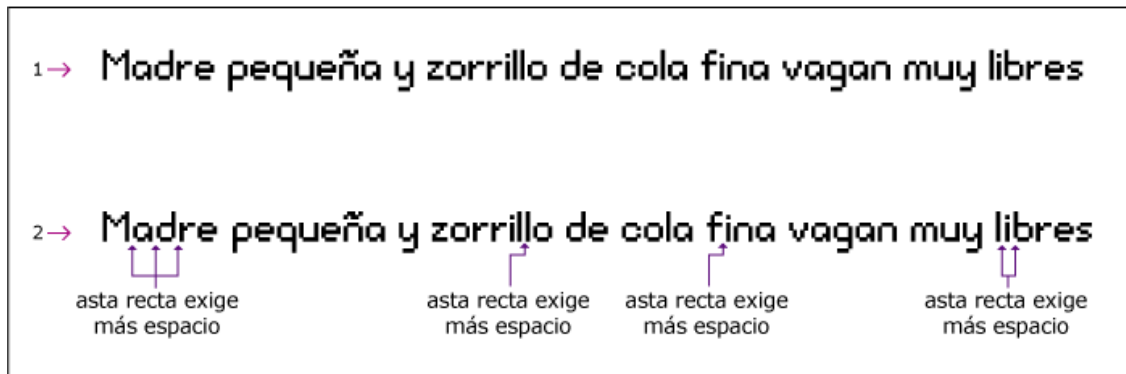 1→ Madre pequeña y zorrillo de cola fina vagan muy libres
2→ Madre pequeña y zorrillo de cola fina vagan muy libres
asta recta exige
más espacio
asta recta exige
más espacio
asta recta exige
más espacio
asta recta exige
más espacio